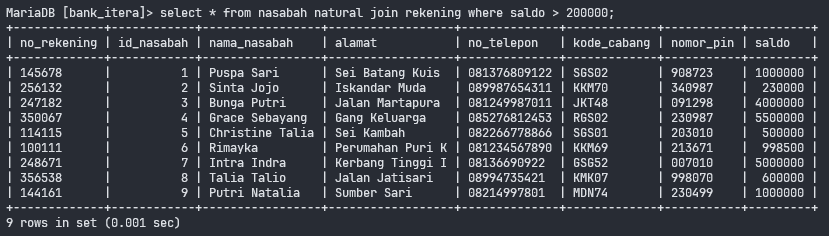 MariaDB [bank_itera]> select * from nasabah natural join rekening where saldo > 200000;
+-------------+------------+-----------------+------------------+--------------+-------------+-----------+---------+
| no_rekening | id_nasabah | nama_nasabah    | alamat           | no_telepon   | kode_cabang | nomor_pin | saldo   |
+-------------+------------+-----------------+------------------+--------------+-------------+-----------+---------+
| 145678      |          1 | Puspa Sari      | Sei Batang Kuis  | 081376809122 | SGS02       | 908723    | 1000000 |
| 256132      |          2 | Sinta Jojo      | Iskandar Muda    | 089987654311 | KKM70       | 340987    |  230000 |
| 247182      |          3 | Bunga Putri     | Jalan Martapura  | 081249987011 | JKT48       | 091298    | 4000000 |
| 350067      |          4 | Grace Sebayang  | Gang Keluarga    | 085276812453 | RGS02       | 230987    | 5500000 |
| 114115      |          5 | Christine Talia | Sei Kambah       | 082266778866 | SGS01       | 203010    |  500000 |
| 100111      |          6 | Rimayka         | Perumahan Puri K | 081234567890 | KKM69       | 213671    |  998500 |
| 248671      |          7 | Intra Indra     | Kerbang Tinggi I | 08136690922  | GSG52       | 007010    | 5000000 |
| 356538      |          8 | Talia Talio     | Jalan Jatisari   | 08994735421  | KMK07       | 998070    |  600000 |
| 144161      |          9 | Putri Natalia   | Sumber Sari      | 08214997801  | MDN74       | 230499    | 1000000 |
+-------------+------------+-----------------+------------------+--------------+-------------+-----------+---------+
9 rows in set (0.001 sec)